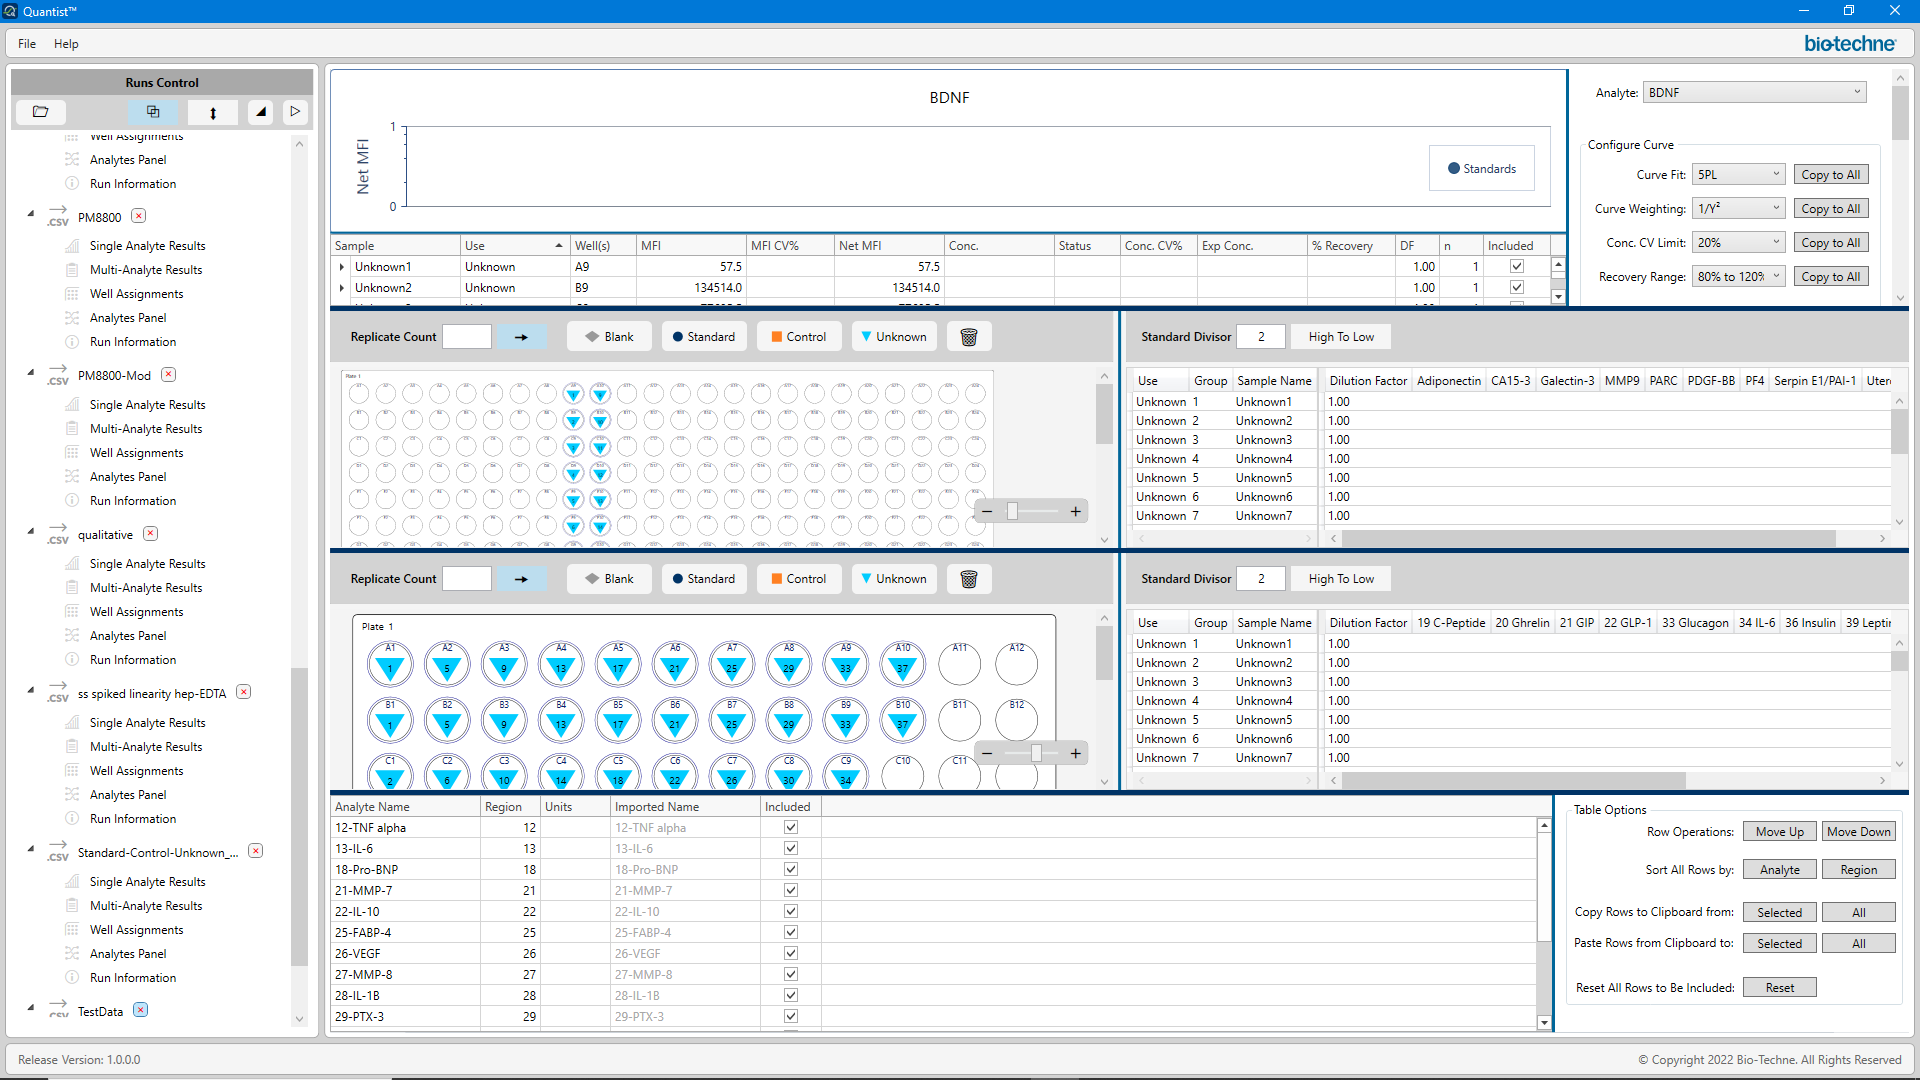 Quantist™
File Help
bio-techne
Runs Control
Well Assignments
Analytes Panel
Run Information
.CSV PM8800
Single Analyte Results
Multi-Analyte Results
Well Assignments
Analytes Panel
Run Information
.CSV PM8800-Mod
Single Analyte Results
Multi-Analyte Results
Well Assignments
Analytes Panel
Run Information
.CSV qualitative
Single Analyte Results
Multi-Analyte Results
Well Assignments
Analytes Panel
Run Information
.CSV ss spiked linearity hep-EDTA
Single Analyte Results
Multi-Analyte Results
Well Assignments
Analytes Panel
Run Information
.CSV Standard-Control-Unknown_...
Single Analyte Results
Multi-Analyte Results
Well Assignments
Analytes Panel
Run Information
.CSV TestData
BDNF
Net MFI
1
0
Standards
Analyte: BDNF
Configure Curve
Curve Fit: 5PL Copy to All
Curve Weighting: 1/Y² Copy to All
Conc. CV Limit: 20% Copy to All
Recovery Range: 80% to 120% Copy to All
Sample Use Well(s) MFI MFI CV% Net MFI Conc. Status Conc. CV% Exp Conc. % Recovery DF n Included
Unknown1 Unknown A9 57.5 57.5 1.00 1
Unknown2 Unknown B9 134514.0 134514.0 1.00 1
Replicate Count Blank Standard Control Unknown
Standard Divisor 2 High To Low
Plate 1
Use Group Sample Name Dilution Factor Adiponectin CA15-3 Galectin-3 MMP9 PARC PDGF-BB PF4 Serpin E1/PAI-1 Uter
Unknown 1 Unknown1 1.00
Unknown 2 Unknown2 1.00
Unknown 3 Unknown3 1.00
Unknown 4 Unknown4 1.00
Unknown 5 Unknown5 1.00
Unknown 6 Unknown6 1.00
Unknown 7 Unknown7 1.00
Replicate Count Blank Standard Control Unknown
Standard Divisor 2 High To Low
Plate 1
A1 A2 A3 A4 A5 A6 A7 A8 A9 A10 A11 A12
1 5 9 13 17 21 25 29 33 37
B1 B2 B3 B4 B5 B6 B7 B8 B9 B10 B11 B12
1 5 9 13 17 21 25 29 33 37
C1 C2 C3 C4 C5 C6 C7 C8 C9 C10 C11
2 6 10 14 18 22 26 30 34
Use Group Sample Name Dilution Factor 19 C-Peptide 20 Ghrelin 21 GIP 22 GLP-1 33 Glucagon 34 IL-6 36 Insulin 39 Leptin
Unknown 1 Unknown1 1.00
Unknown 2 Unknown2 1.00
Unknown 3 Unknown3 1.00
Unknown 4 Unknown4 1.00
Unknown 5 Unknown5 1.00
Unknown 6 Unknown6 1.00
Unknown 7 Unknown7 1.00
Analyte Name Region Units Imported Name Included
12-TNF alpha 12 12-TNF alpha
13-IL-6 13 13-IL-6
18-Pro-BNP 18 18-Pro-BNP
21-MMP-7 21 21-MMP-7
22-IL-10 22 22-IL-10
25-FABP-4 25 25-FABP-4
26-VEGF 26 26-VEGF
27-MMP-8 27 27-MMP-8
28-IL-1B 28 28-IL-1B
29-PTX-3 29 29-PTX-3
Table Options
Row Operations: Move Up Move Down
Sort All Rows by: Analyte Region
Copy Rows to Clipboard from: Selected All
Paste Rows from Clipboard to: Selected All
Reset All Rows to Be Included: Reset
Release Version: 1.0.0.0
© Copyright 2022 Bio-Techne. All Rights Reserved